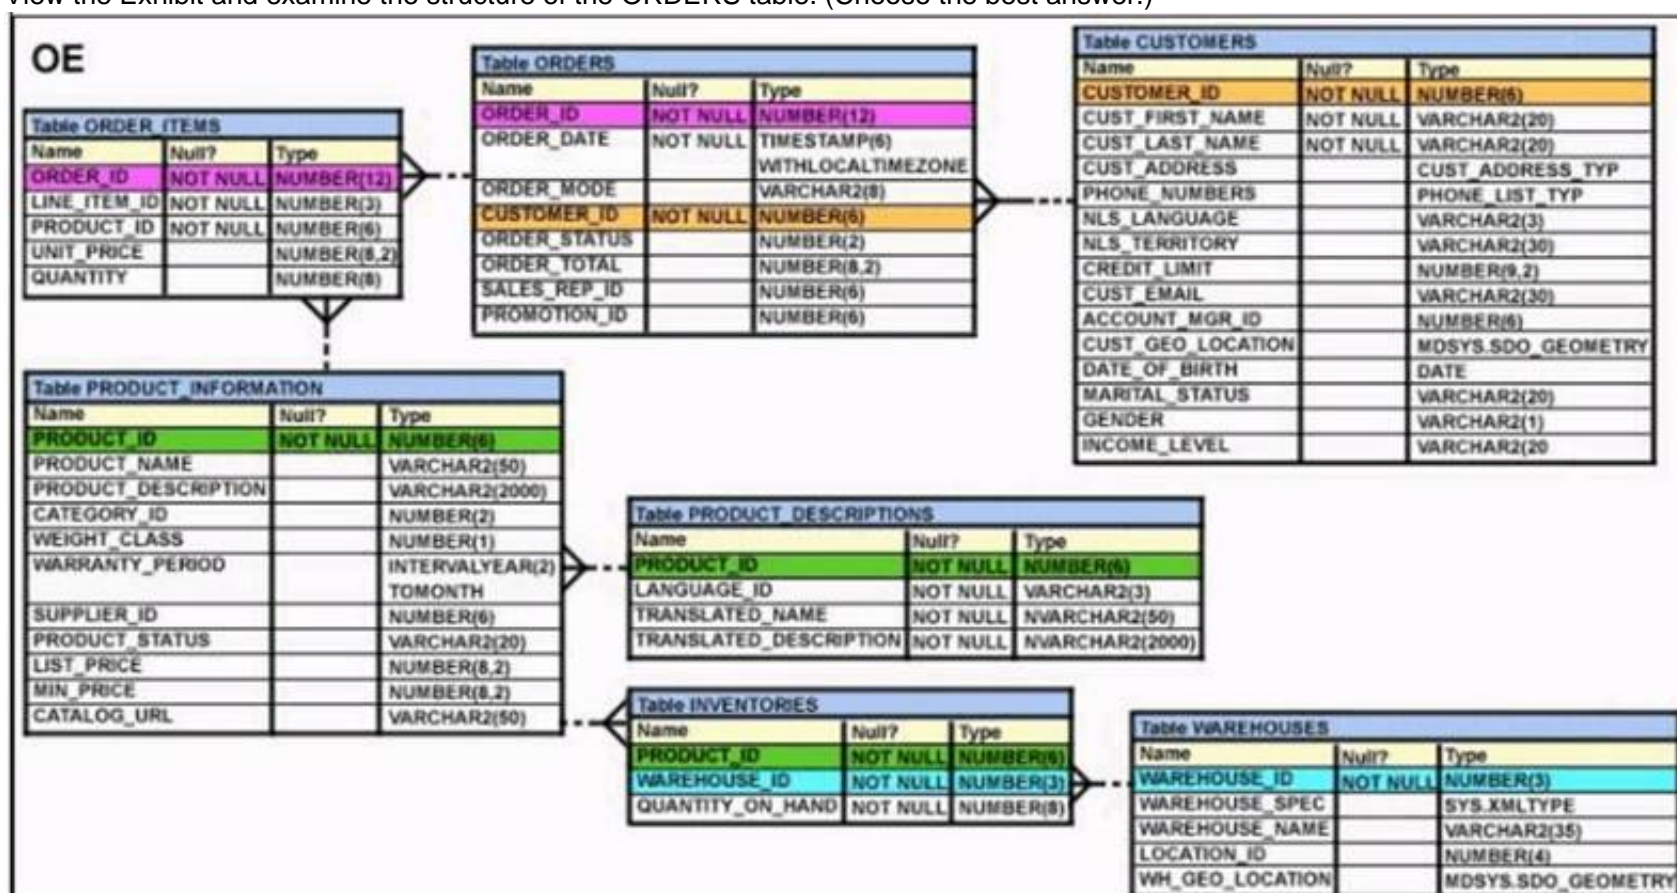 View the Exhibit and examine the structure of the ORDERS table. (Choose the best answer.)
OE
Table ORDER_ITEMS
Name Null? Type
ORDER_ID NOT NULL NUMBER(12)
LINE_ITEM_ID NOT NULL NUMBER(3)
PRODUCT_ID NOT NULL NUMBER(6)
UNIT_PRICE NUMBER(8,2)
QUANTITY NUMBER(8)
Table ORDERS
Name Null? Type
ORDER_ID NOT NULL NUMBER(12)
ORDER_DATE NOT NULL TIMESTAMP(6)
WITHLOCALTIMEZONE
ORDER_MODE VARCHAR2(8)
CUSTOMER_ID NOT NULL NUMBER(6)
ORDER_STATUS NUMBER(2)
ORDER_TOTAL NUMBER(8,2)
SALES_REP_ID NUMBER(6)
PROMOTION_ID NUMBER(6)
Table CUSTOMERS
Name Null? Type
CUSTOMER_ID NOT NULL NUMBER(6)
CUST_FIRST_NAME NOT NULL VARCHAR2(20)
CUST_LAST_NAME NOT NULL VARCHAR2(20)
CUST_ADDRESS CUST_ADDRESS_TYP
PHONE_NUMBERS PHONE_LIST_TYP
NLS_LANGUAGE VARCHAR2(3)
NLS_TERRITORY VARCHAR2(30)
CREDIT_LIMIT NUMBER(9,2)
CUST_EMAIL VARCHAR2(30)
ACCOUNT_MGR_ID NUMBER(6)
CUST_GEO_LOCATION MDSYS.SDO_GEOMETRY
DATE_OF_BIRTH DATE
MARITAL_STATUS VARCHAR2(20)
GENDER VARCHAR2(1)
INCOME_LEVEL VARCHAR2(20
Table PRODUCT_INFORMATION
Name Null? Type
PRODUCT_ID NOT NULL NUMBER(6)
PRODUCT_NAME VARCHAR2(50)
PRODUCT_DESCRIPTION VARCHAR2(2000)
CATEGORY_ID NUMBER(2)
WEIGHT_CLASS NUMBER(1)
WARRANTY_PERIOD INTERVALYEAR(2)
TOMONTH
SUPPLIER_ID NUMBER(6)
PRODUCT_STATUS VARCHAR2(20)
LIST_PRICE NUMBER(8,2)
MIN_PRICE NUMBER(8,2)
CATALOG_URL VARCHAR2(50)
Table PRODUCT_DESCRIPTIONS
Name Null? Type
PRODUCT_ID NOT NULL NUMBER(6)
LANGUAGE_ID NOT NULL VARCHAR2(3)
TRANSLATED_NAME NOT NULL NVARCHAR2(50)
TRANSLATED_DESCRIPTION NOT NULL NVARCHAR2(2000)
Table INVENTORIES
Name Null? Type
PRODUCT_ID NOT NULL NUMBER(6)
WAREHOUSE_ID NOT NULL NUMBER(3)
QUANTITY_ON_HAND NOT NULL NUMBER(8)
Table WAREHOUSES
Name Null? Type
WAREHOUSE_ID NOT NULL NUMBER(3)
WAREHOUSE_SPEC SYS.XMLTYPE
WAREHOUSE_NAME VARCHAR2(35)
LOCATION_ID NUMBER(4)
WH_GEO_LOCATION MDSYS.SDO_GEOMETRY